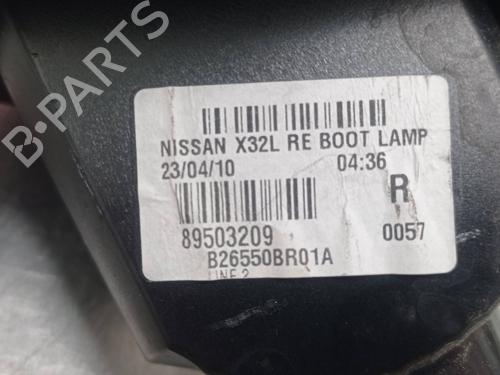 NISSAN X32L RE BOOT LAMP
23/04/10 04:36
R
89503209 0057
B26550BR01A
LINE 2
B-PARTS